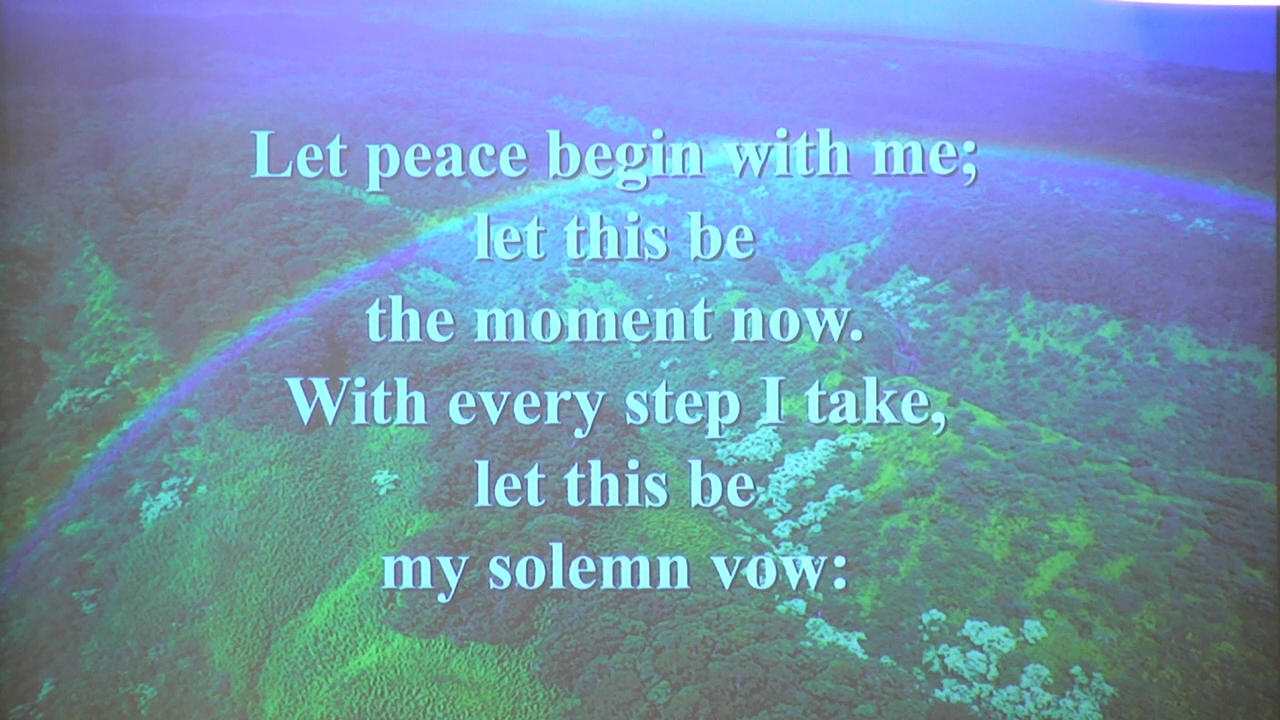 Let peace begin with me;
let this be
the moment now.
With every step I take,
let this be
my solemn vow: